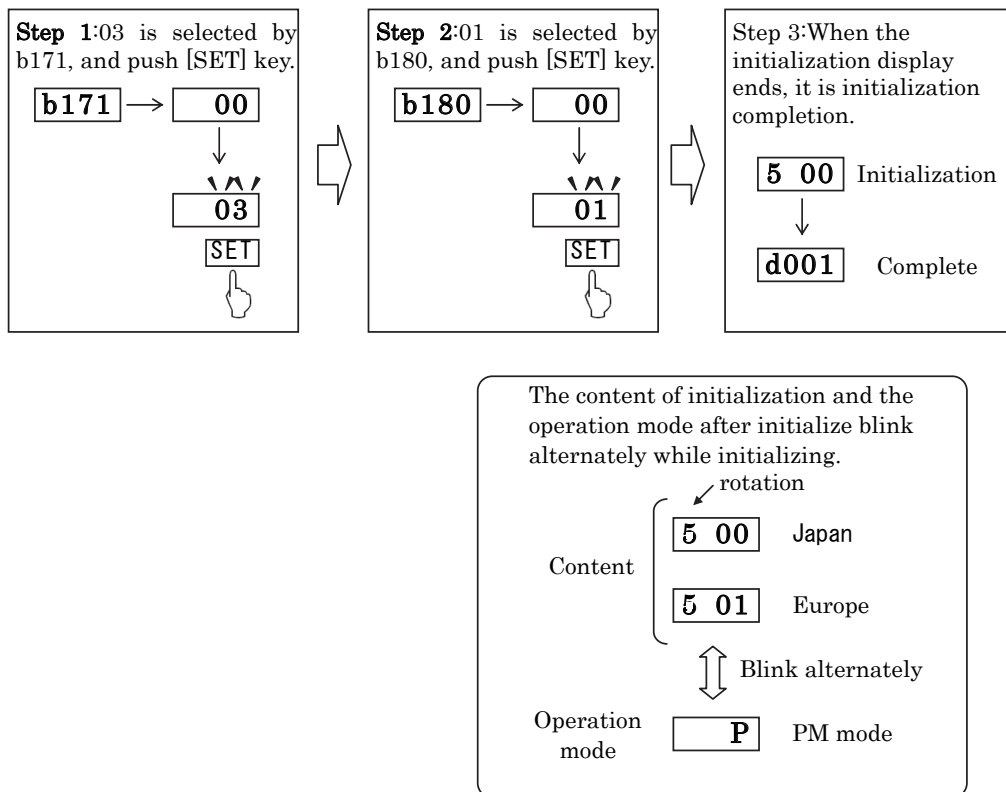 Step 1:03 is selected by
b171, and push [SET] key.
b171
00
03
SET
Step 2:01 is selected by
b180, and push [SET] key.
b180
00
01
SET
Step 3:When the
initialization display
ends, it is initialization
completion.
5 00 Initialization
d001 Complete
The content of initialization and the
operation mode after initialize blink
alternately while initializing.
rotation
Content
5 00 Japan
5 01 Europe
Blink alternately
Operation
mode
P PM mode